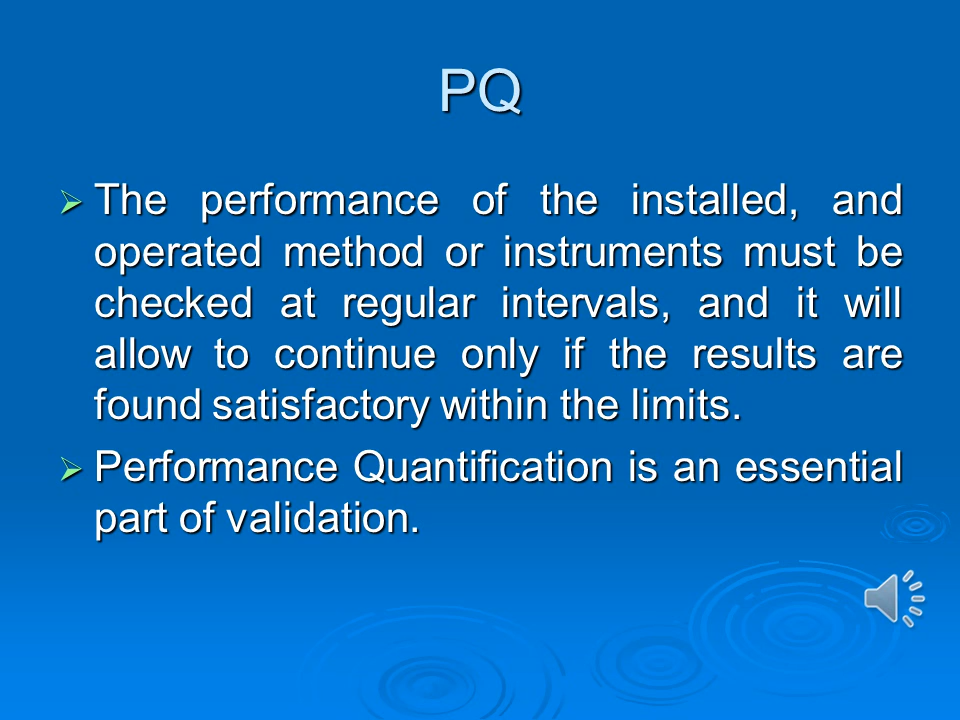 PQ
The performance of the installed, and
operated method or instruments must be
checked at regular intervals, and it will
allow to continue only if the results are
found satisfactory within the limits.
Performance Quantification is an essential
part of validation.